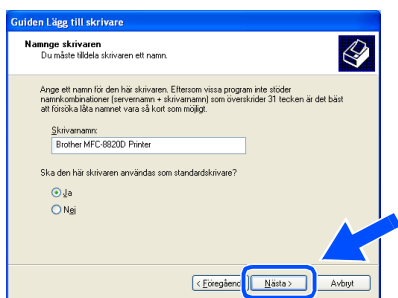 Guiden Lägg till skrivare
Namnge skrivaren
Du måste tilldela skrivaren ett namn.
Ange ett namn för den här skrivaren. Eftersom vissa program inte stöder
namnkombinationer (servernamn + skrivarnamn) som överskrider 31 tecken är det bäst
att försöka låta namnet vara så kort som möjligt.
Skrivarnamn:
Brother MFC-8820D Printer
Ska den här skrivaren användas som standardskrivare?
Ja
Nej
< Föregåend Nästa > Avbryt